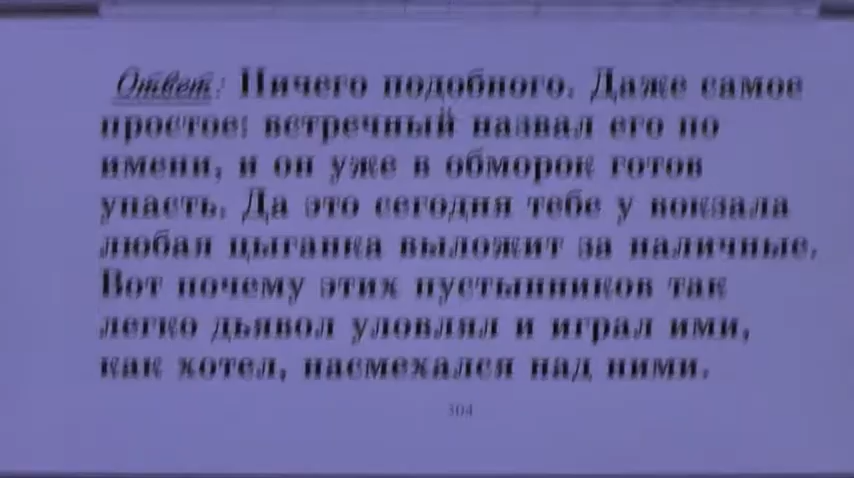 Ответ: Ничего подобного. Даже самое
простое: встречный назвал его по
имени, и он уже в обморок готов
упасть. Да это сегодня тебе у вокзала
любая цыганка выложит за наличные.
Вот почему этих пустынников так
легко дьявол уловлял и играл ими,
как хотел, насмехался над ними.
304